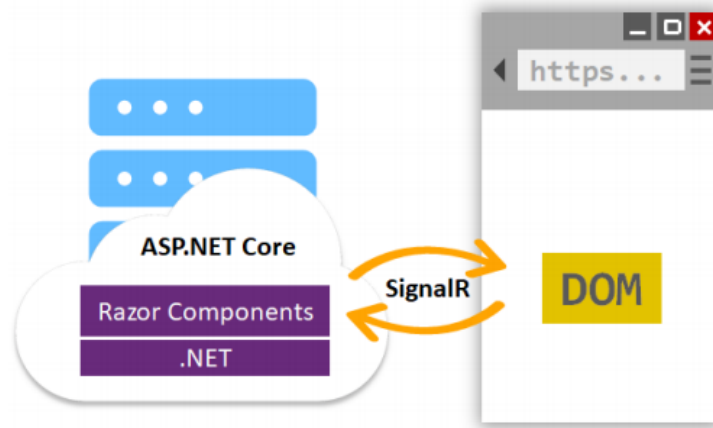 https...
ASP.NET Core
SignalR
Razor Components
.NET
DOM